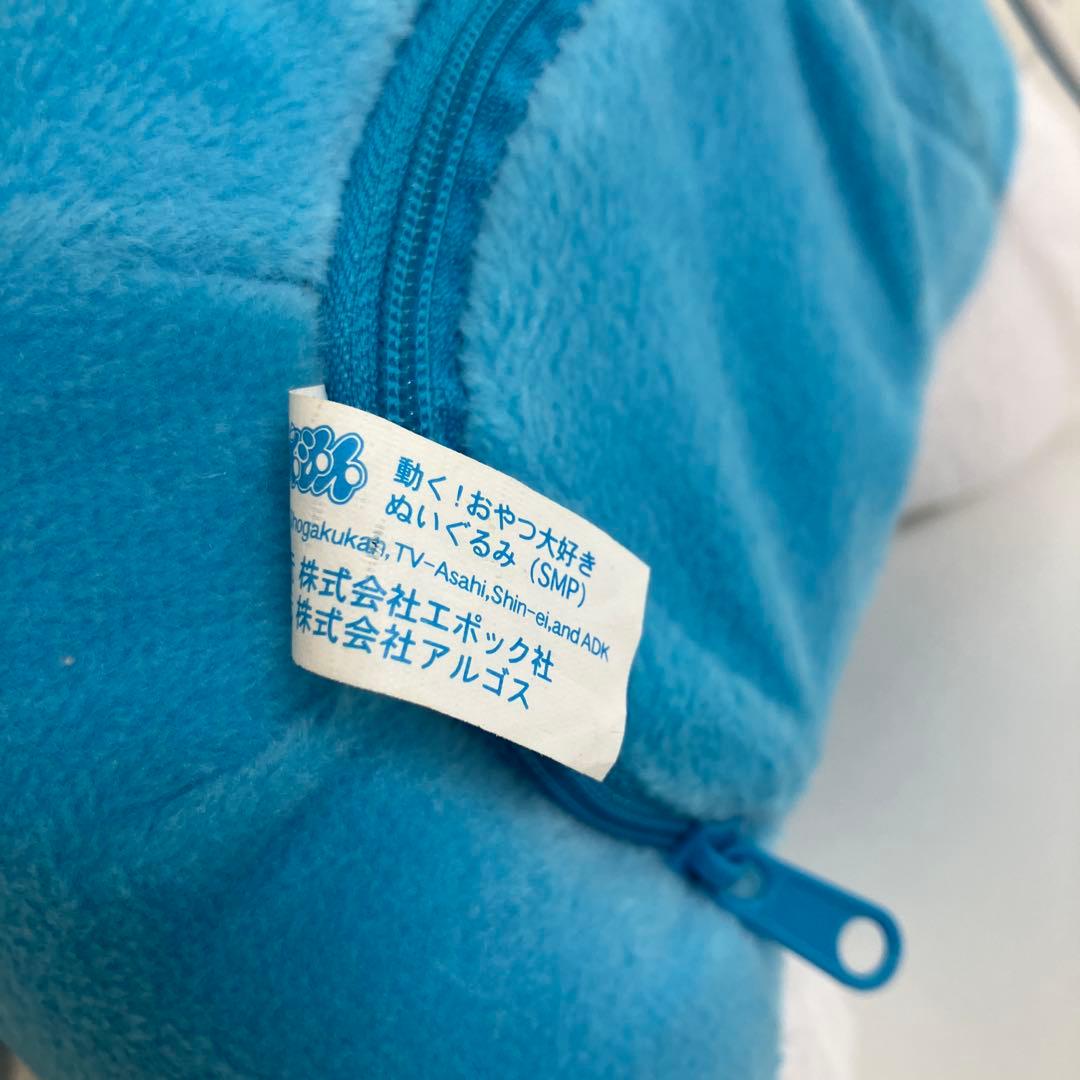 動く！おやつ大好き
ぬいぐるみ（SMP）
hogakukan,TV-Asahi,Shin-ei,and ADK
株式会社エポック社
株式会社アルゴス